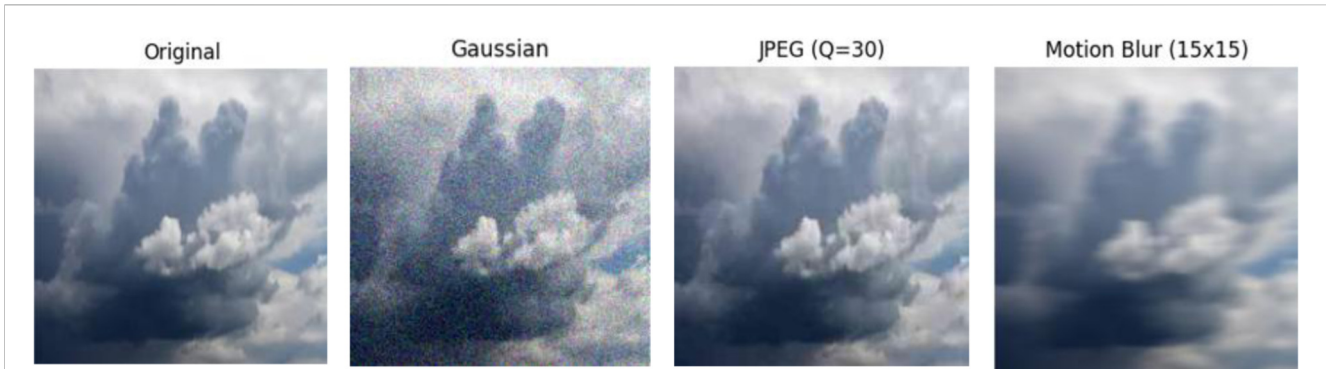 Original
Gaussian
JPEG (Q=30)
Motion Blur (15x15)